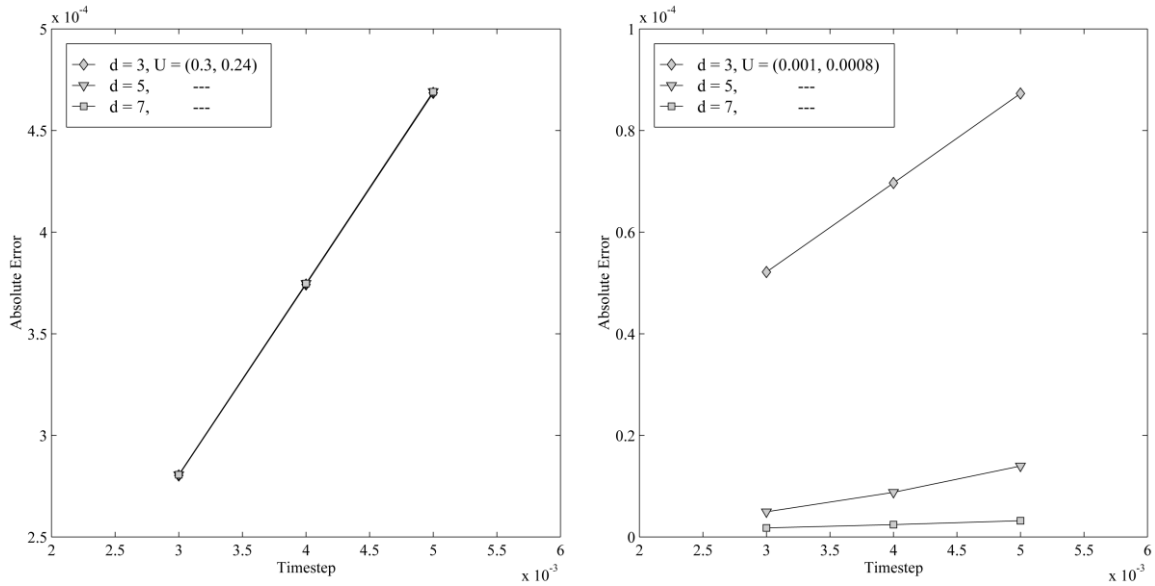 x 10⁻⁴
5
4.5
4
3.5
3
2.5
Absolute Error
d = 3, U = (0.3, 0.24)
d = 5, ---
d = 7, ---
2 2.5 3 3.5 4 4.5 5 5.5 6
Timestep
x 10⁻³
x 10⁻⁴
1
0.8
0.6
0.4
0.2
0
Absolute Error
d = 3, U = (0.001, 0.0008)
d = 5, ---
d = 7, ---
2 2.5 3 3.5 4 4.5 5 5.5 6
Timestep
x 10⁻³